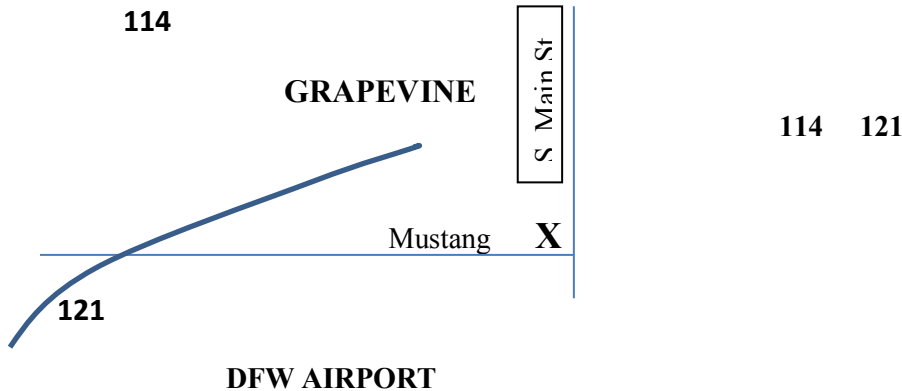 114
GRAPEVINE
S Main St
114 121
Mustang X
121
DFW AIRPORT